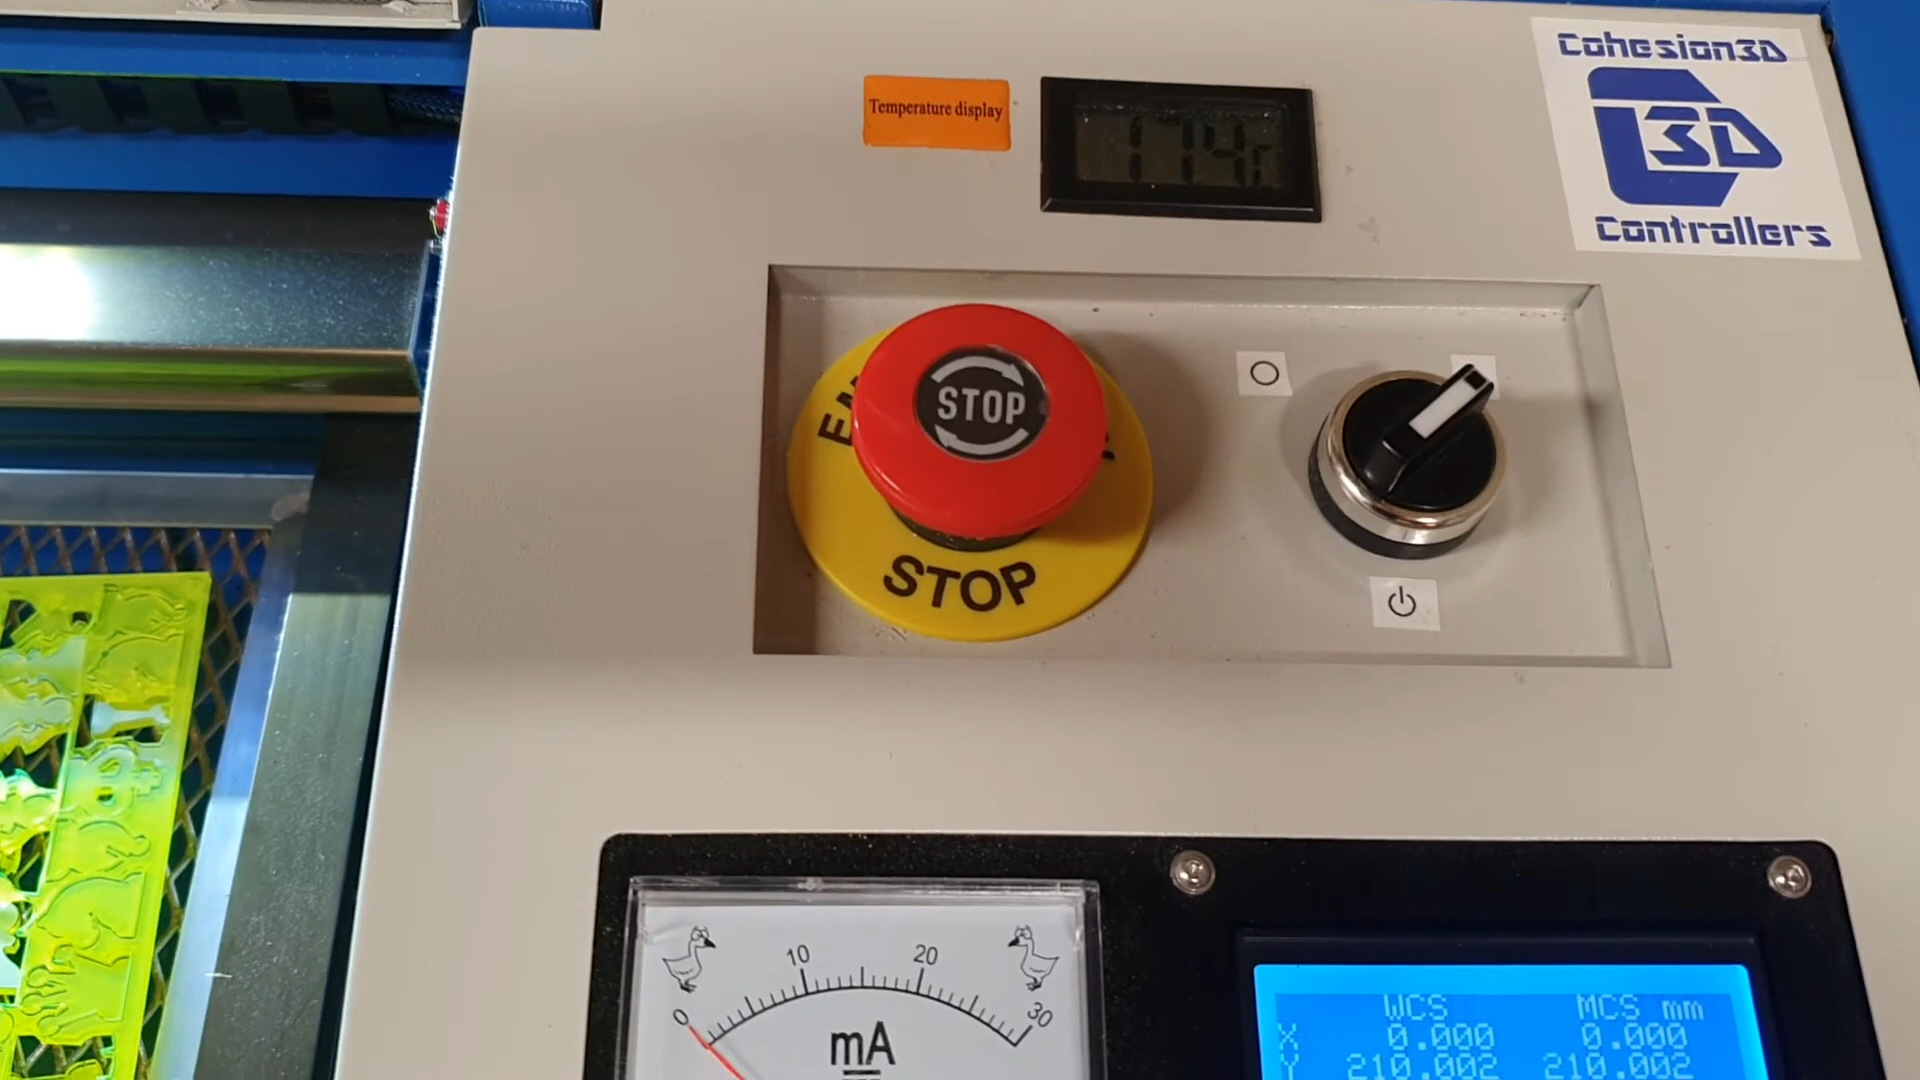 Cohesion3D
Temperature display
3D
Controllers
STOP
STOP
10
20
0
30
mA
WCS MCS mm
X 0.000 0.000
Y 210.002 210.002